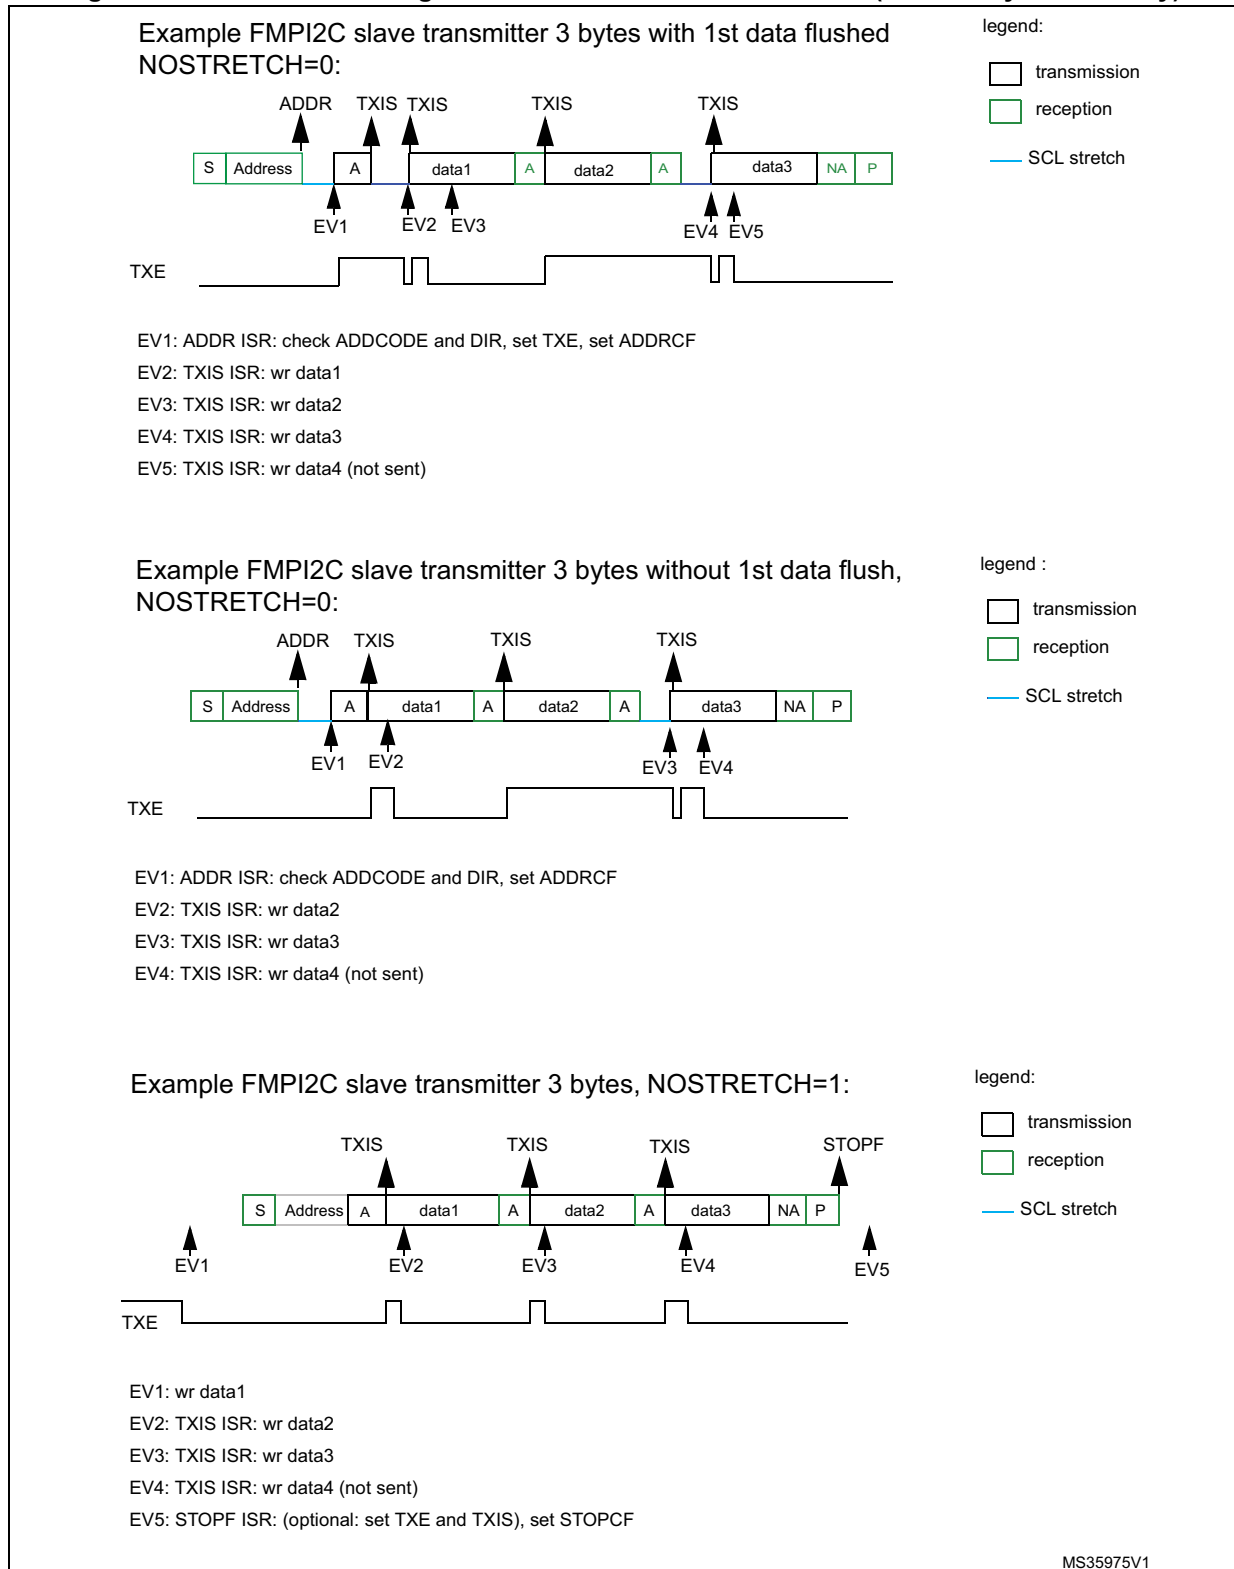 Example FMPI2C slave transmitter 3 bytes with 1st data flushed
NOSTRETCH=0:
legend:
transmission
reception
SCL stretch
ADDR TXIS TXIS TXIS TXIS
S Address A data1 A data2 A data3 NA P
EV1 EV2 EV3 EV4 EV5
TXE
EV1: ADDR ISR: check ADDCODE and DIR, set TXE, set ADDRCF
EV2: TXIS ISR: wr data1
EV3: TXIS ISR: wr data2
EV4: TXIS ISR: wr data3
EV5: TXIS ISR: wr data4 (not sent)
Example FMPI2C slave transmitter 3 bytes without 1st data flush,
NOSTRETCH=0:
legend :
transmission
reception
SCL stretch
ADDR TXIS TXIS TXIS
S Address A data1 A data2 A data3 NA P
EV1 EV2 EV3 EV4
TXE
EV1: ADDR ISR: check ADDCODE and DIR, set ADDRCF
EV2: TXIS ISR: wr data2
EV3: TXIS ISR: wr data3
EV4: TXIS ISR: wr data4 (not sent)
Example FMPI2C slave transmitter 3 bytes, NOSTRETCH=1:
legend:
transmission
reception
SCL stretch
TXIS TXIS TXIS STOPF
S Address A data1 A data2 A data3 NA P
EV1 EV2 EV3 EV4 EV5
TXE
EV1: wr data1
EV2: TXIS ISR: wr data2
EV3: TXIS ISR: wr data3
EV4: TXIS ISR: wr data4 (not sent)
EV5: STOPF ISR: (optional: set TXE and TXIS), set STOPCF
MS35975V1